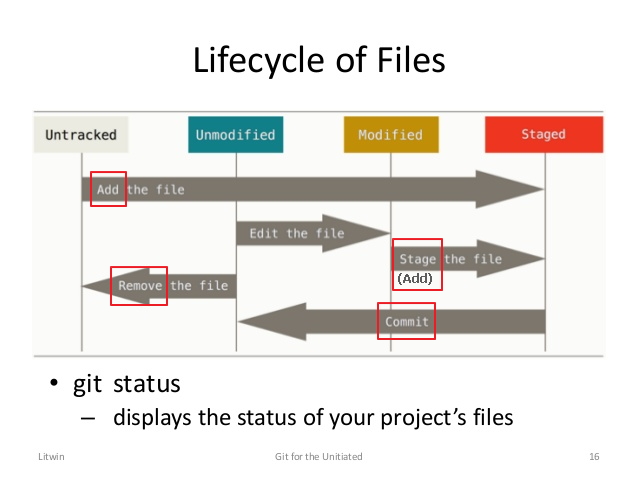 Lifecycle of Files
Untracked Unmodified Modified Staged
Add the file
Edit the file
Stage the file
(Add)
Remove the file
Commit
• git status
– displays the status of your project’s files
Litwin Git for the Unitiated 16